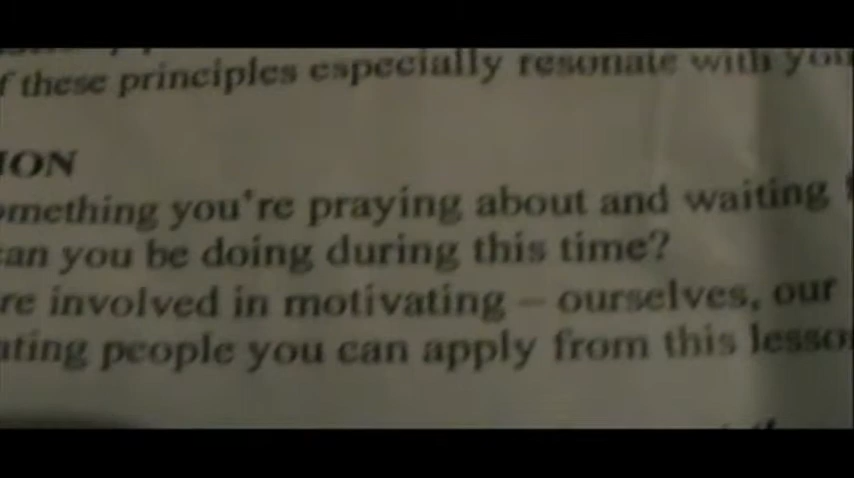 f these principles especially resonate with you
ION
omething you're praying about and waiting
can you be doing during this time?
re involved in motivating – ourselves, our
ating people you can apply from this lesso